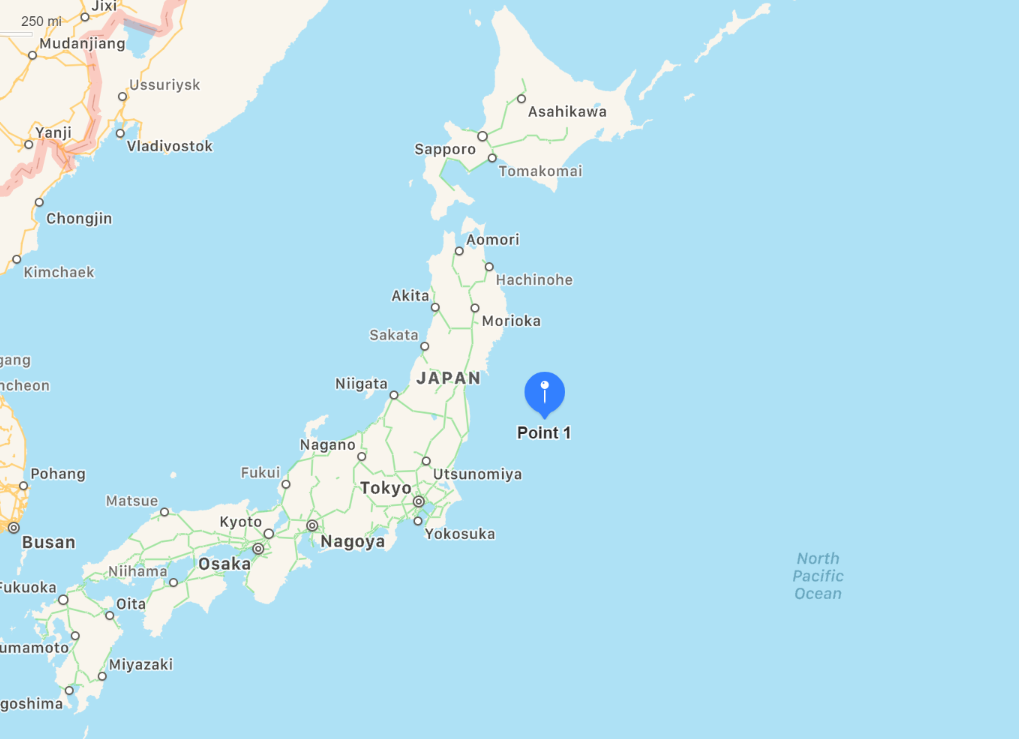 Jixi
250 mi
Mudanjiang
Ussuriysk
Asahikawa
Yanji
Vladivostok
Sapporo
Tomakomai
Chongjin
Aomori
Kimchaek
Hachinohe
Akita
Morioka
Sakata
gang
JAPAN
ncheon
Niigata
Point 1
Nagano
Fukui
Pohang
Utsunomiya
Tokyo
Matsue
Kyoto
Yokosuka
Busan
Nagoya
Osaka
North
Pacific
Ocean
Niihama
Fukuoka
Oita
umamoto
Miyazaki
goshima